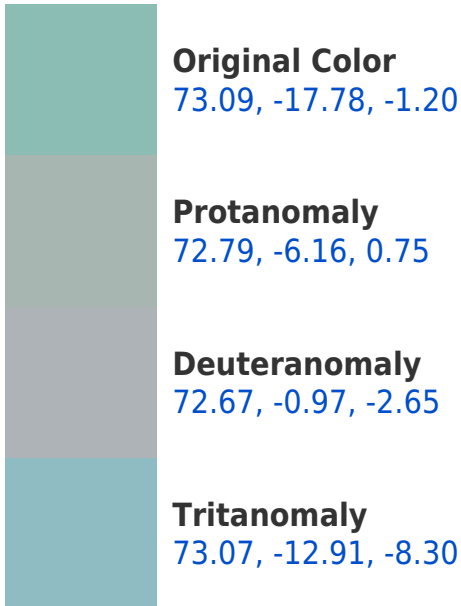 Original Color
73.09, -17.78, -1.20
Protanomaly
72.79, -6.16, 0.75
Deuteranomaly
72.67, -0.97, -2.65
Tritanomaly
73.07, -12.91, -8.30